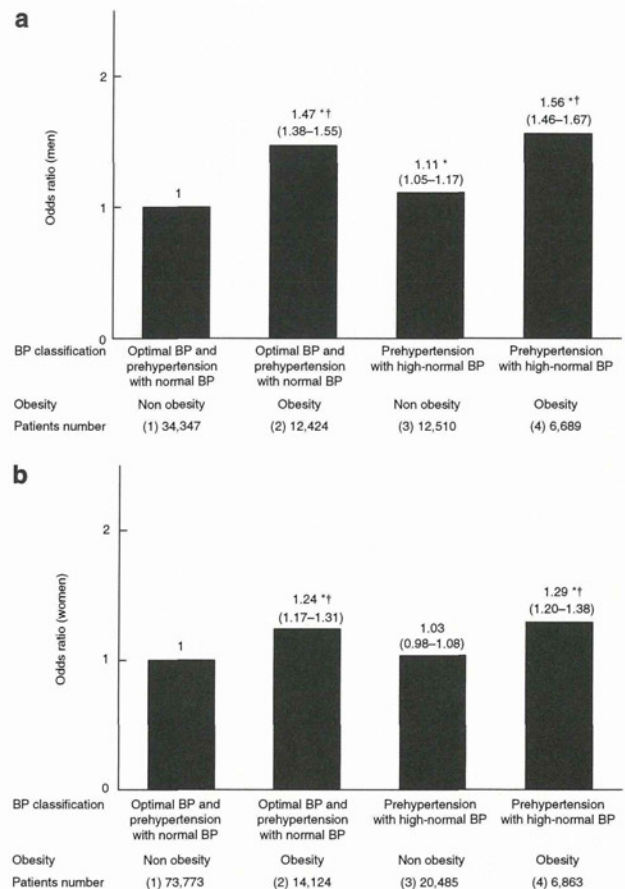 a
2
1
0
Odds ratio (men)
1
1.47 *†
(1.38–1.55)
1.11 *
(1.05–1.17)
1.56 *†
(1.46–1.67)
BP classification
Optimal BP and
prehypertension
with normal BP
Optimal BP and
prehypertension
with normal BP
Prehypertension
with high-normal BP
Prehypertension
with high-normal BP
Obesity Non obesity Obesity Non obesity Obesity
Patients number (1) 34,347 (2) 12,424 (3) 12,510 (4) 6,689
b
2
1
0
Odds ratio (women)
1
1.24 *†
(1.17–1.31)
1.03
(0.98–1.08)
1.29 *†
(1.20–1.38)
BP classification
Optimal BP and
prehypertension
with normal BP
Optimal BP and
prehypertension
with normal BP
Prehypertension
with high-normal BP
Prehypertension
with high-normal BP
Obesity Non obesity Obesity Non obesity Obesity
Patients number (1) 73,773 (2) 14,124 (3) 20,485 (4) 6,863